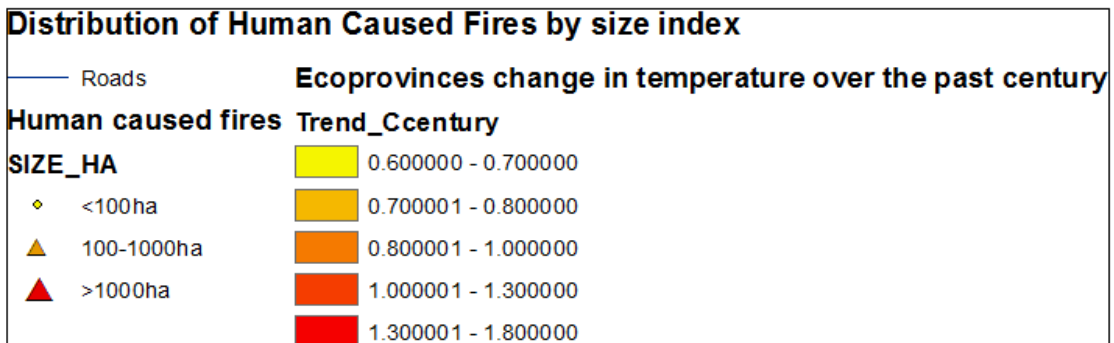 Distribution of Human Caused Fires by size index
Roads
Human caused fires
SIZE_HA
<100ha
100-1000ha
>1000ha
Ecoprovinces change in temperature over the past century
Trend_Ccentury
0.600000 - 0.700000
0.700001 - 0.800000
0.800001 - 1.000000
1.000001 - 1.300000
1.300001 - 1.800000